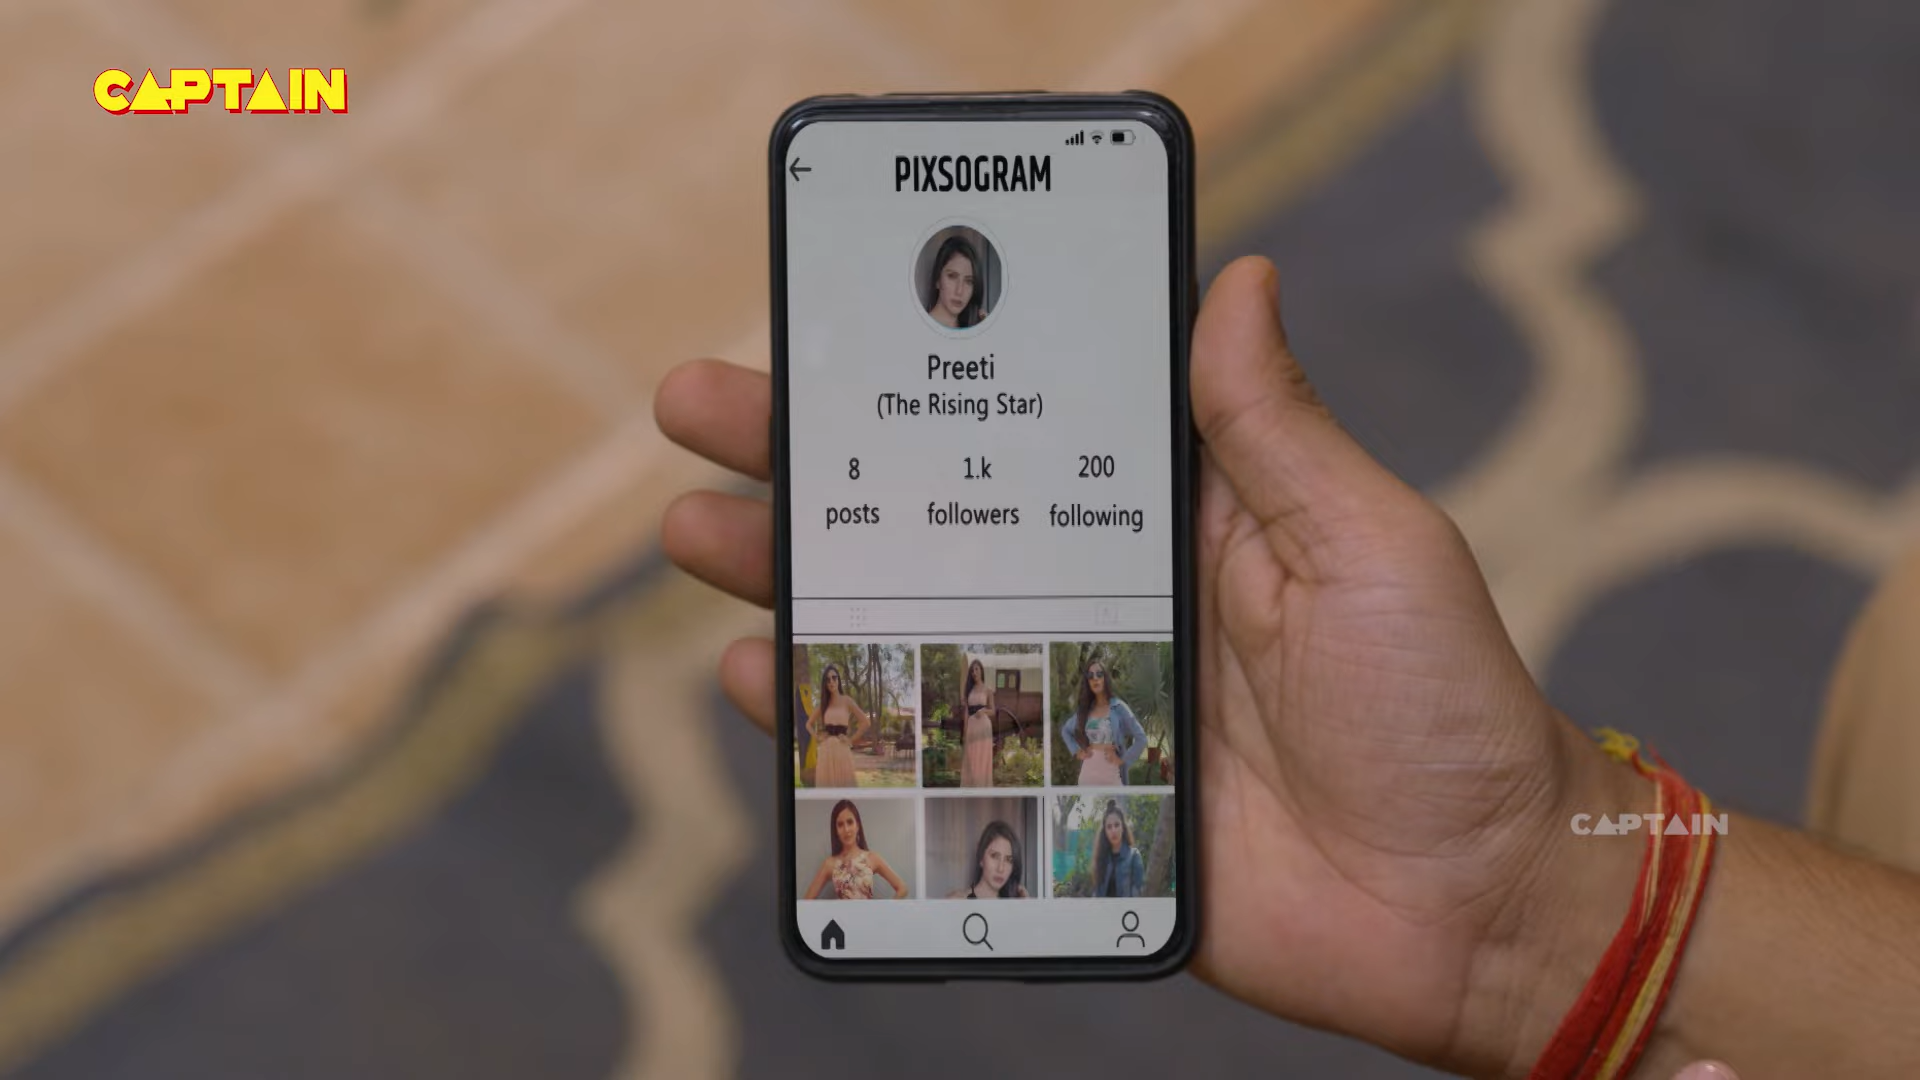 CAPTAIN
PIXSOGRAM
Preeti
(The Rising Star)
8 1.k 200
posts followers following
CAPTAIN